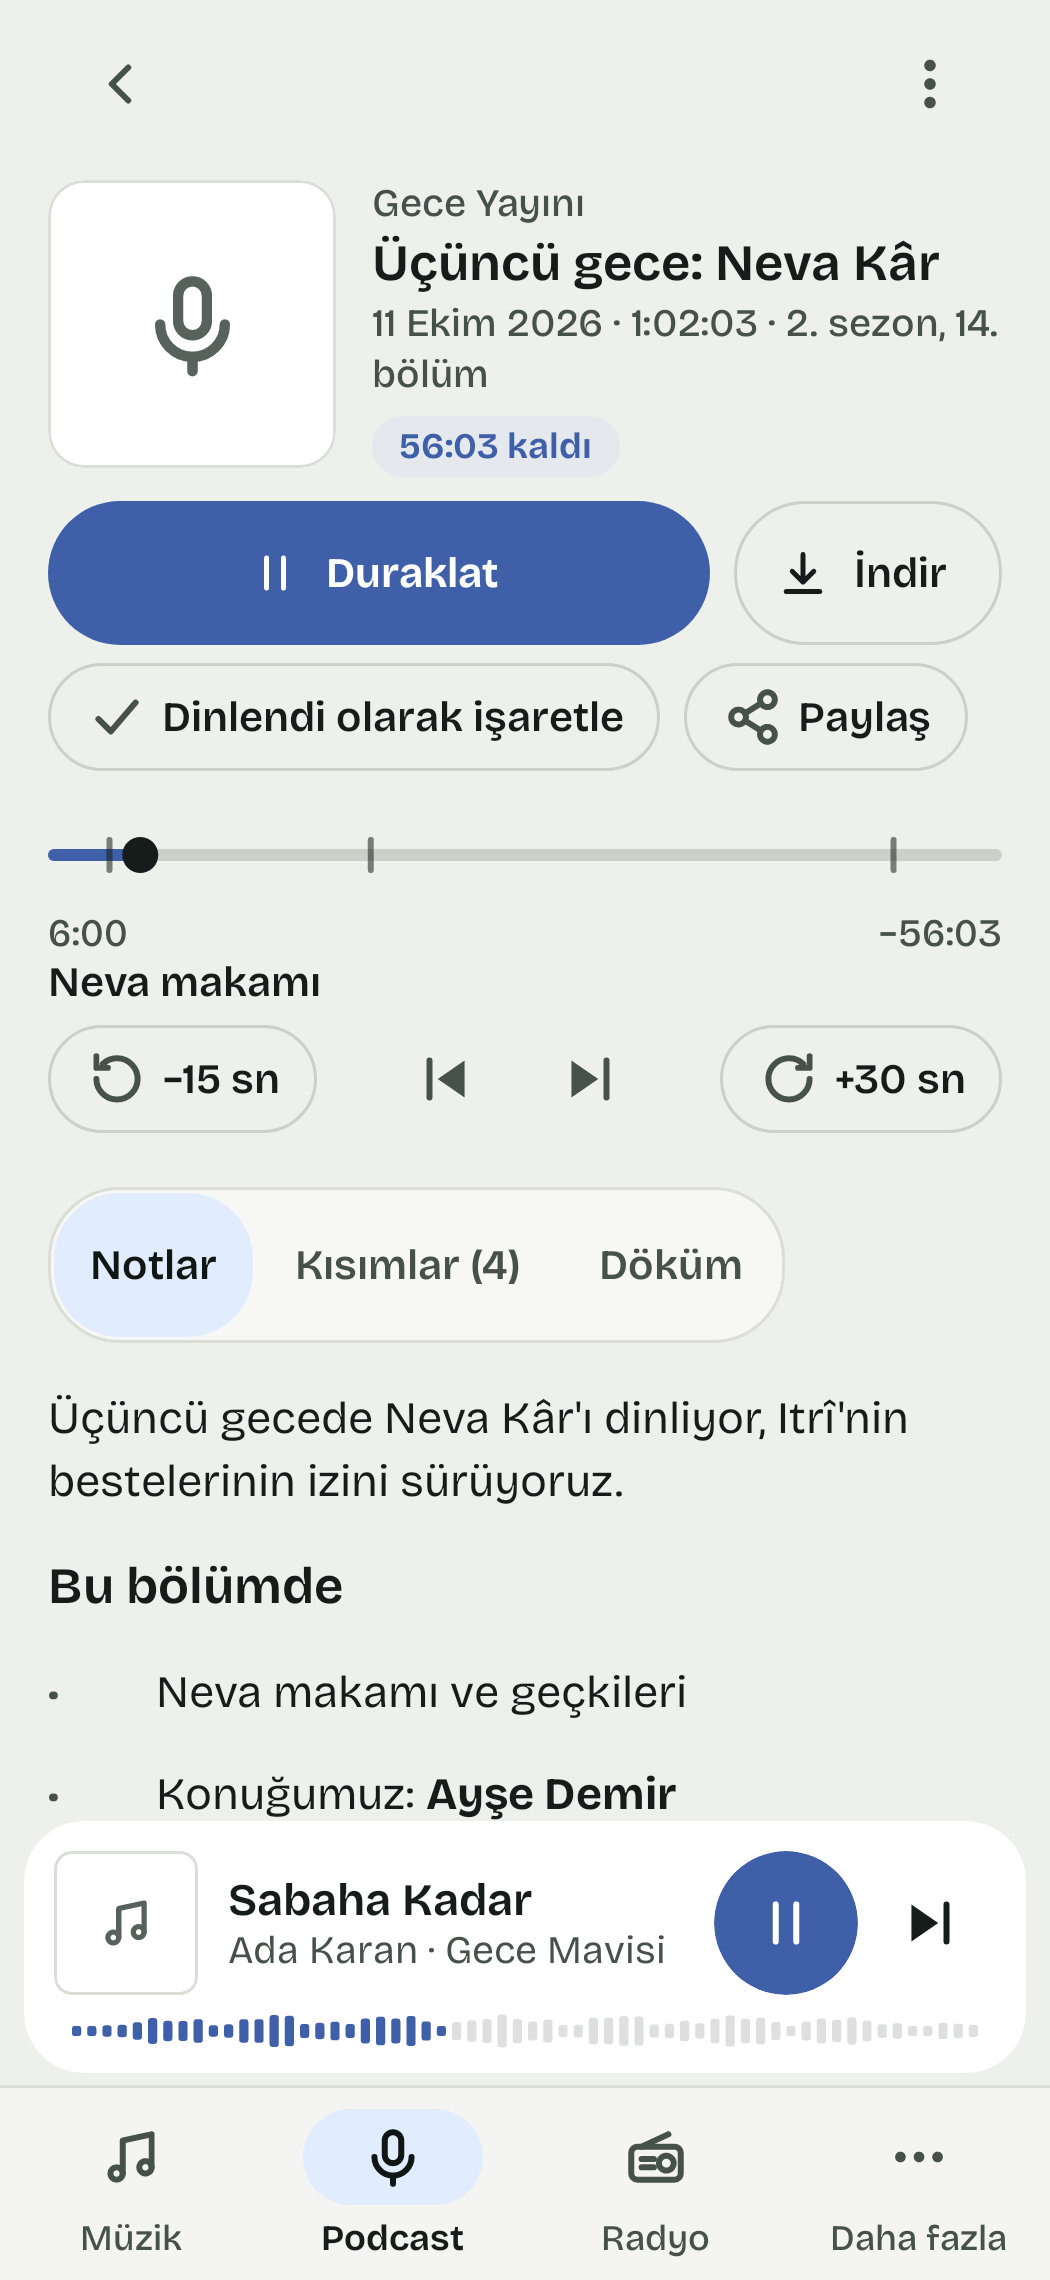 Gece Yayını
Üçüncü gece: Neva Kâr
11 Ekim 2026 · 1:02:03 · 2. sezon, 14.
bölüm
56:03 kaldı
Duraklat
İndir
Dinlendi olarak işaretle
Paylaş
6:00
−56:03
Neva makamı
−15 sn
+30 sn
Notlar
Kısımlar (4)
Döküm
Üçüncü gecede Neva Kâr'ı dinliyor, Itrî'nin
bestelerinin izini sürüyoruz.
Bu bölümde
• Neva makamı ve geçkileri
• Konuğumuz: Ayşe Demir
Sabaha Kadar
Ada Karan · Gece Mavisi
Müzik
Podcast
Radyo
Daha fazla